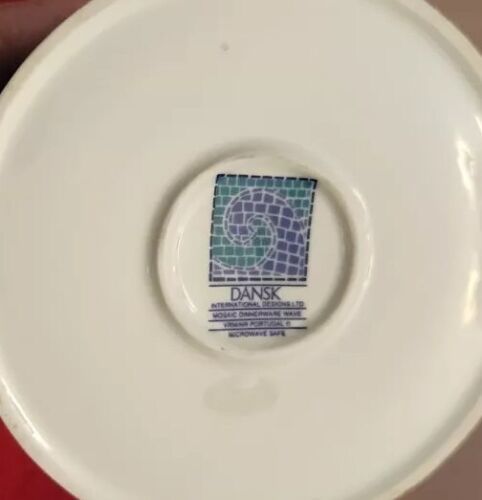 DANSK
INTERNATIONAL DESIGNS LTD
MOSAIC DINNERWARE WAVE
PORTUGAL ©
MICROWAVE SAFE